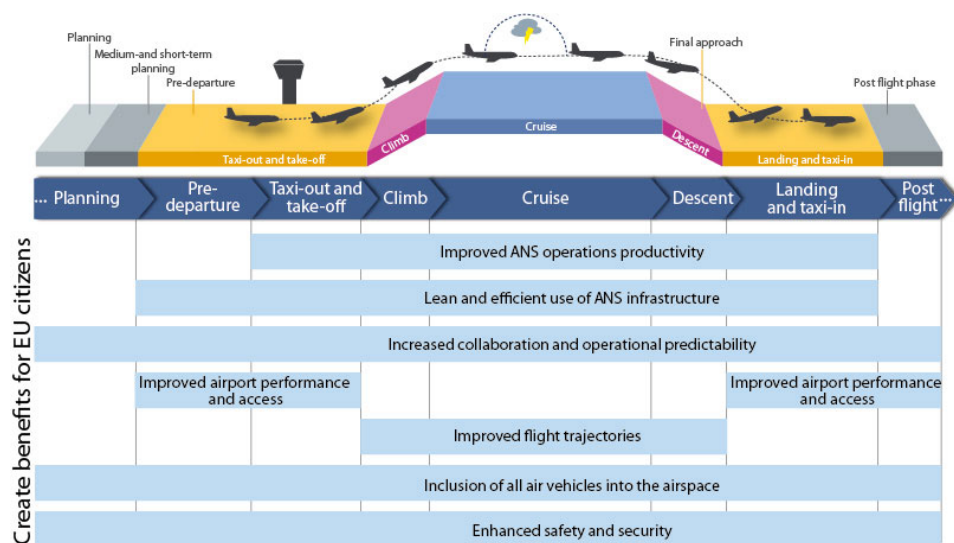 Planning
Medium-and short-term
planning
Pre-departure
Final approach
Post flight phase
Taxi-out and take-off
Climb
Cruise
Descent
Landing and taxi-in
... Planning
Pre-
departure
Taxi-out and
take-off
Climb
Cruise
Descent
Landing
and taxi-in
Post
flight...
Create benefits for EU citizens
Improved ANS operations productivity
Lean and efficient use of ANS infrastructure
Increased collaboration and operational predictability
Improved airport performance
and access
Improved airport performance
and access
Improved flight trajectories
Inclusion of all air vehicles into the airspace
Enhanced safety and security